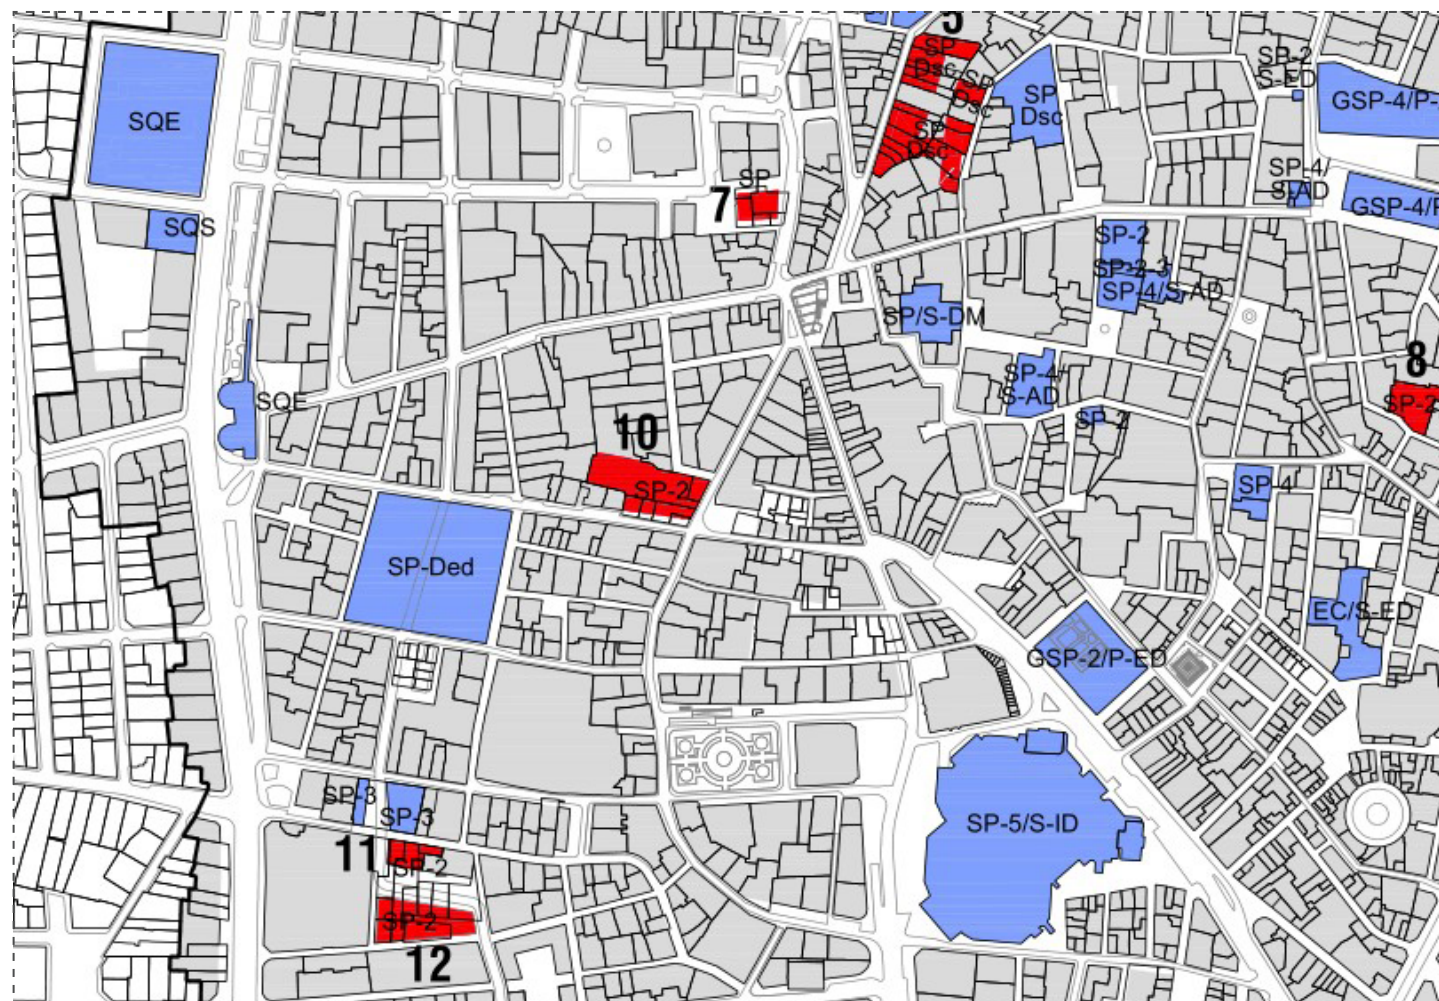 5
SP
Dsc
SP
Dsc
SP
Dsc
SP
Dsc
SP-2
S-ED
GSP-4/P-
SQE
SP-4/
S-AD
SP
7
GSP-4/P
SQS
SP-2
SP-2-3
SP-4/S-AD
SP/S-DM
8
SP-4/
S-AD
SQE
SP-2
SP-2
10
SP-2
SP-4
SP-Ded
EC/S-ED
GSP-2/P-ED
SP-3
SP-3
SP-5/S-ID
11
SP-2
SP-2
12